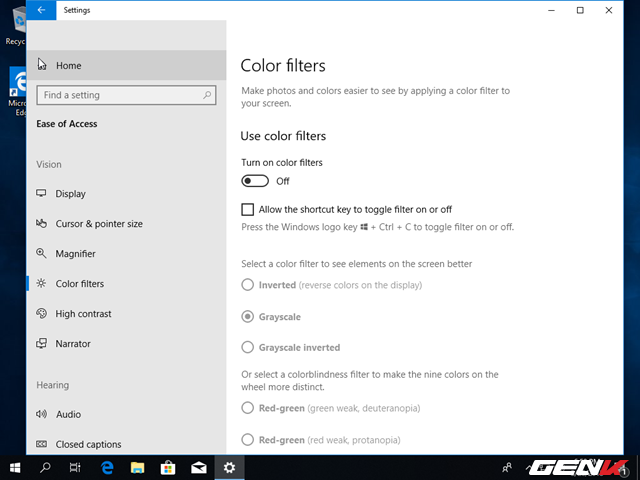 Settings
Recyc
Micros
Edg
Home
Find a setting
Ease of Access
Vision
Display
Cursor & pointer size
Magnifier
Color filters
High contrast
Narrator
Hearing
Audio
Closed captions
Color filters
Make photos and colors easier to see by applying a color filter to
your screen.
Use color filters
Turn on color filters
Off
Allow the shortcut key to toggle filter on or off
Press the Windows logo key + Ctrl + C to toggle filter on or off.
Select a color filter to see elements on the screen better
Inverted (reverse colors on the display)
Grayscale
Grayscale inverted
Or select a colorblindness filter to make the nine colors on the
wheel more distinct.
Red-green (green weak, deuteranopia)
Red-green (red weak, protanopia)
GENK